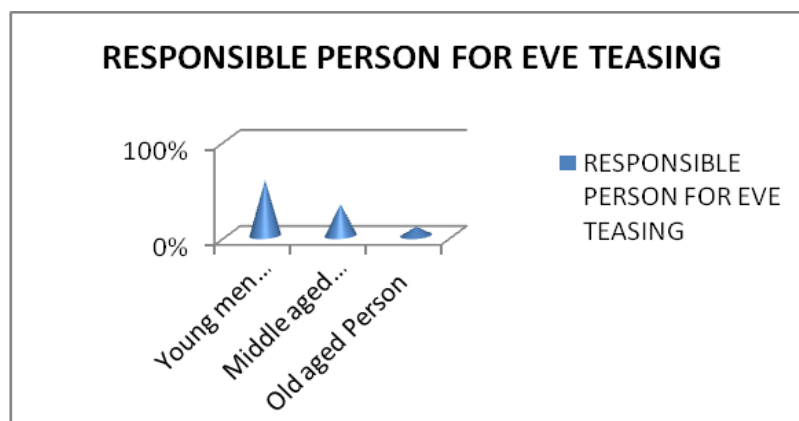 RESPONSIBLE PERSON FOR EVE TEASING
100%
0%
Young men...
Middle aged...
Old aged Person
RESPONSIBLE
PERSON FOR EVE
TEASING